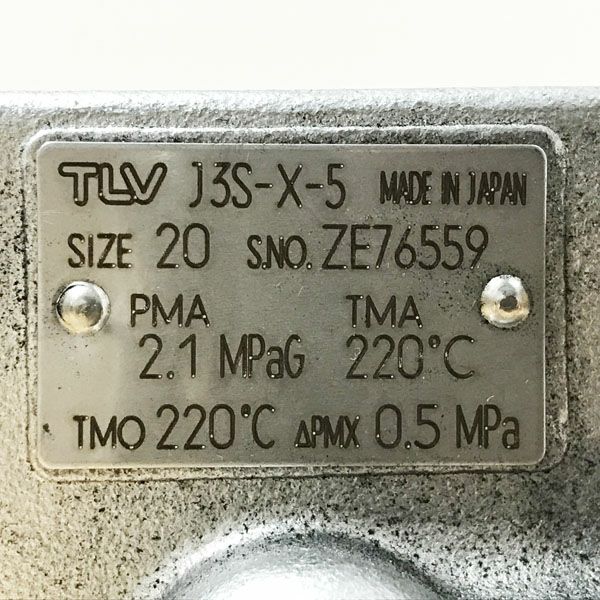 TLV J3S-X-5 MADE IN JAPAN
SIZE 20 S.NO. ZE76559
PMA TMA
2.1 MPaG 220°C
TMO 220°C ΔPMX 0.5 MPa